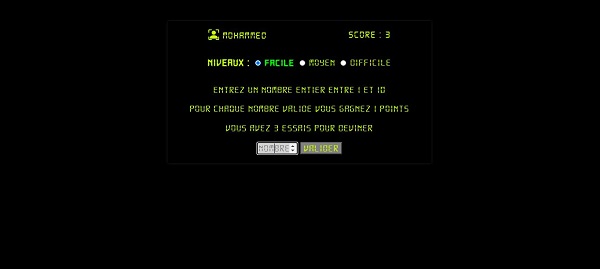 MOHAMMED SCORE : 3
NIVEAUX : FACILE MOYEN DIFFICILE
ENTREZ UN NOMBRE ENTIER ENTRE 1 ET 10
POUR CHAQUE NOMBRE VALIDE VOUS GAGNEZ 1 POINTS
VOUS AVEZ 3 ESSAIS POUR DEVINER
NOMBRE VALIDER